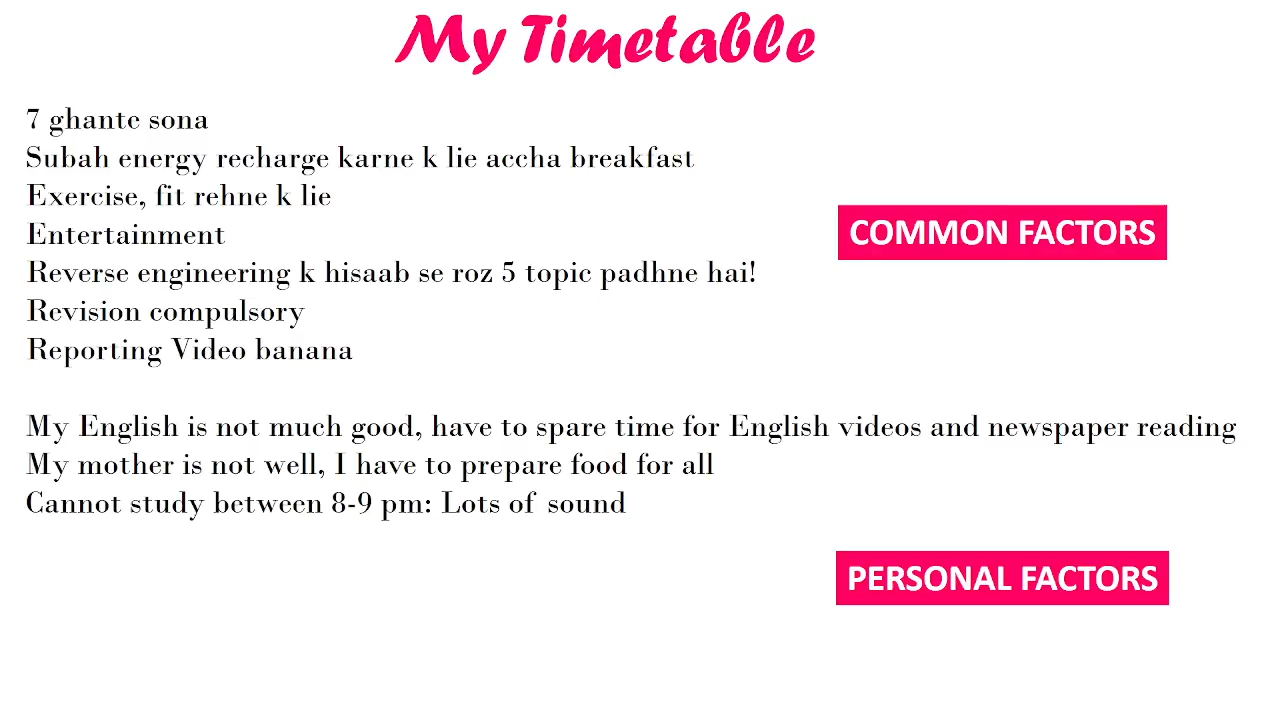 My Timetable
7 ghante sona
Subah energy recharge karne k lie accha breakfast
Exercise, fit rehne k lie
Entertainment
COMMON FACTORS
Reverse engineering k hisaab se roz 5 topic padhne hai!
Revision compulsory
Reporting Video banana
My English is not much good, have to spare time for English videos and newspaper reading
My mother is not well, I have to prepare food for all
Cannot study between 8-9 pm: Lots of sound
PERSONAL FACTORS